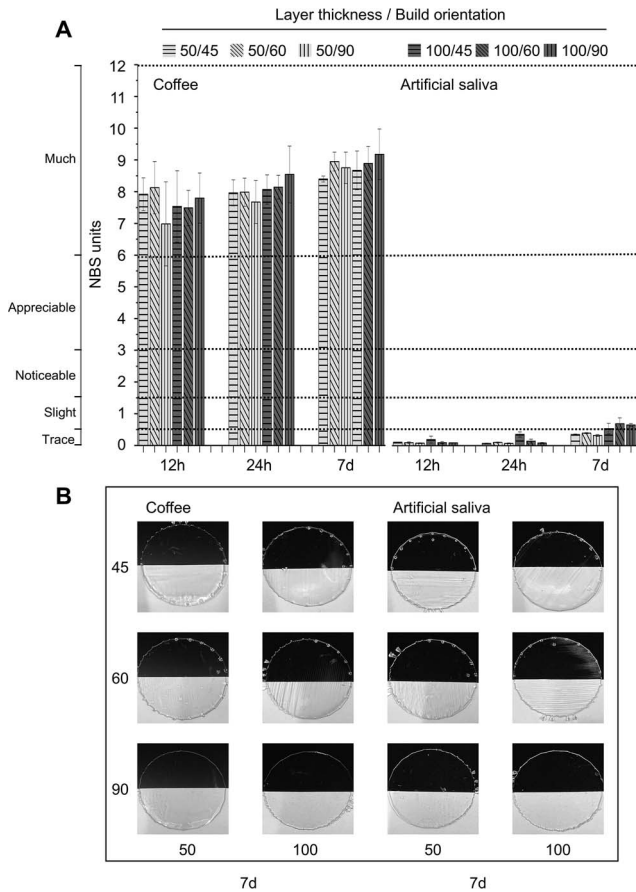 Layer thickness / Build orientation
A
50/45 50/60 50/90 100/45 100/60 100/90
Coffee Artificial saliva
NBS units
12
11
10
9
8
7
6
5
4
3
2
1
0
Much
Appreciable
Noticeable
Slight
Trace
12h 24h 7d 12h 24h 7d
B
Coffee Artificial saliva
45
60
90
50 100 50 100
7d 7d